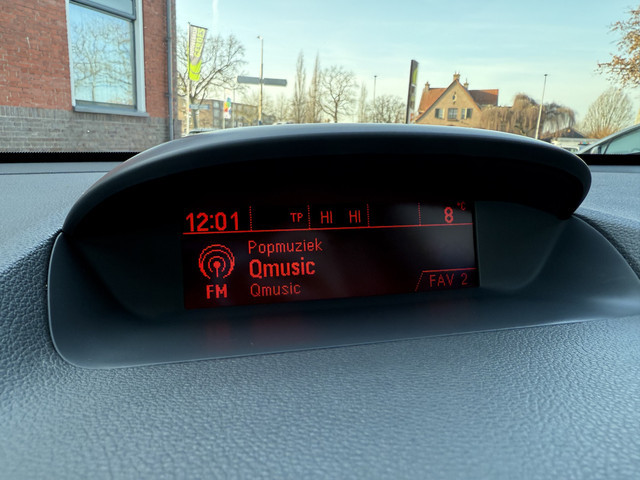 12:01 TP HI HI 8°C
Popmuziek
Qmusic
FM Qmusic
FAV 2